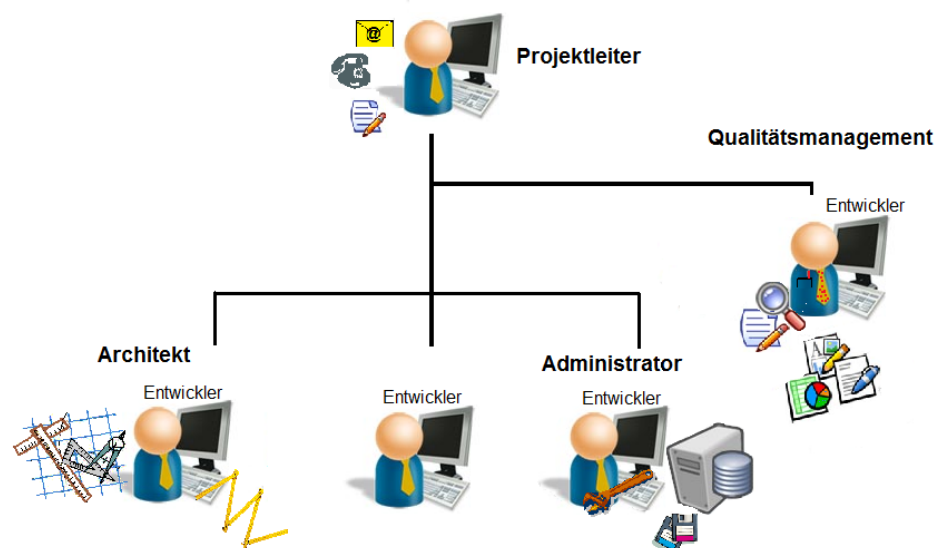 @
Projektleiter
Qualitätsmanagement
Entwickler
Architekt
Entwickler
Entwickler
Administrator
Entwickler
A